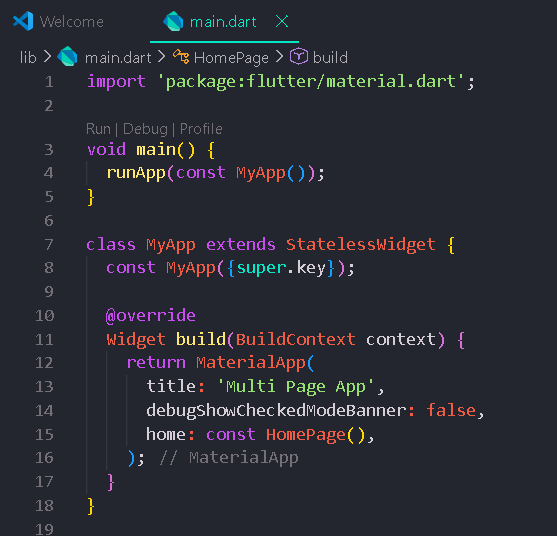 Welcome main.dart
lib > main.dart > HomePage > build
1 import 'package:flutter/material.dart';
2
Run | Debug | Profile
3 void main() {
4   runApp(const MyApp());
5 }
6
7 class MyApp extends StatelessWidget {
8   const MyApp({super.key});
9
10   @override
11   Widget build(BuildContext context) {
12     return MaterialApp(
13       title: 'Multi Page App',
14       debugShowCheckedModeBanner: false,
15       home: const HomePage(),
16     ); // MaterialApp
17   }
18 }
19